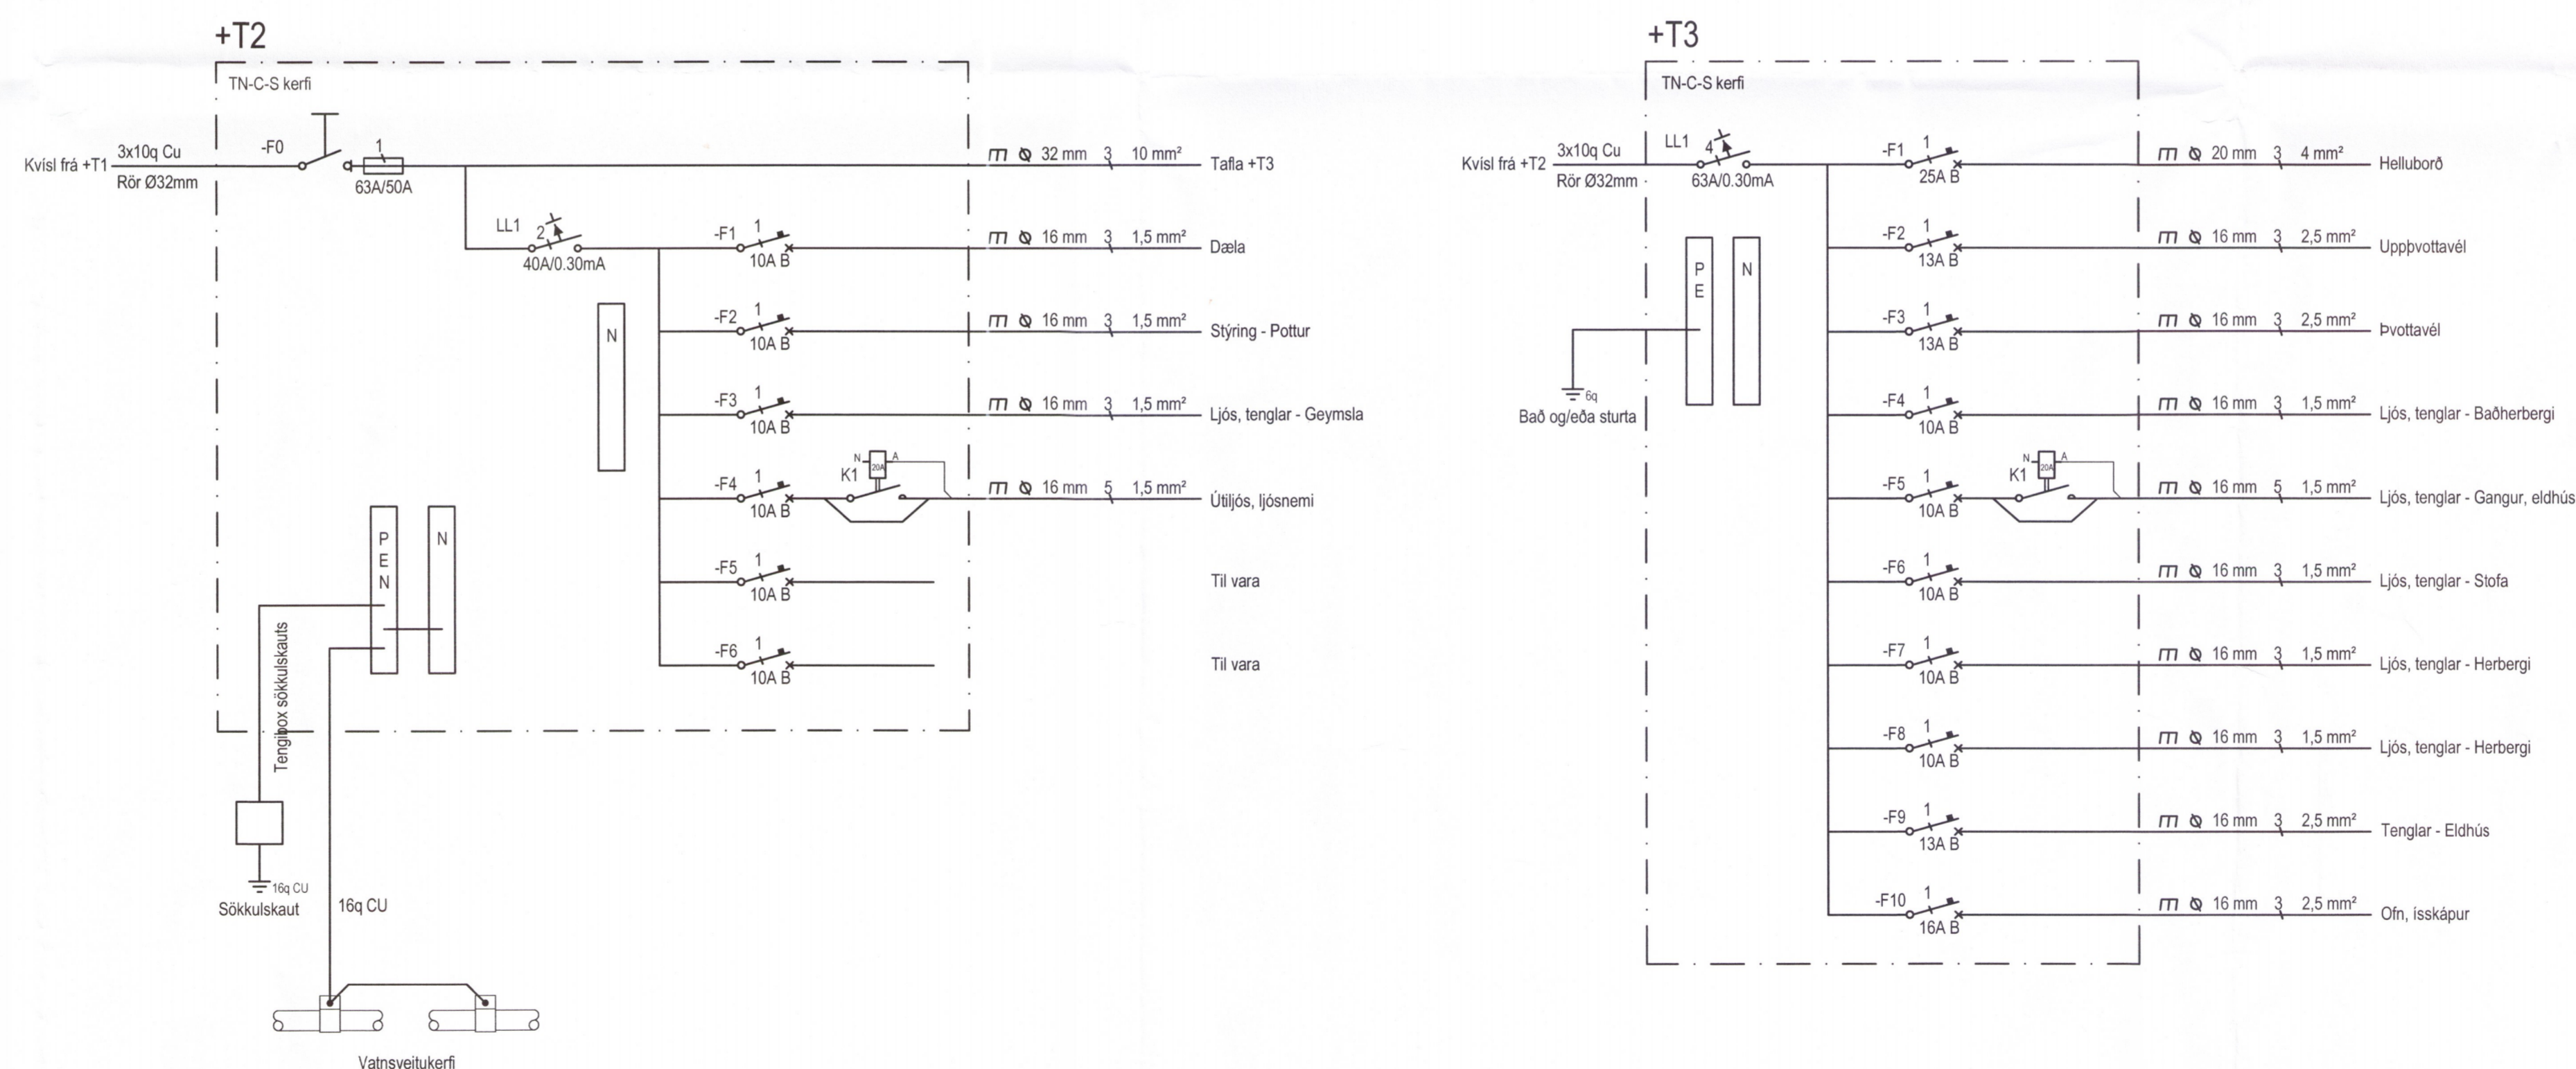 +T2
TN-C-S kerfi
Kvísl frá +T1
3x10q Cu
Rör Ø32mm
-F0
1
63A/50A
Ø 32 mm 3 10 mm²
Tafla +T3
LL1
2
40A/0.30mA
-F1
1
10A B
Ø 16 mm 3 1,5 mm²
Dæla
-F2
1
10A B
Ø 16 mm 3 1,5 mm²
Stýring - Pottur
N
-F3
1
10A B
Ø 16 mm 3 1,5 mm²
Ljós, tenglar - Geymsla
-F4
1
10A B
K1
N
20A
A
Ø 16 mm 5 1,5 mm²
Útiljós, ljósnemi
-F5
1
10A B
Til vara
-F6
1
10A B
Til vara
PEN
N
Tengibox sökkulskauts
16q CU
Sökkulskaut
16q CU
Vatnsveitukerfi
+T3
TN-C-S kerfi
Kvísl frá +T2
3x10q Cu
Rör Ø32mm
LL1
4
63A/0.30mA
PE
N
6q
Bað og/eða sturta
-F1
1
25A B
Ø 20 mm 3 4 mm²
Helluborð
-F2
1
13A B
Ø 16 mm 3 2,5 mm²
Uppþvottavél
-F3
1
13A B
Ø 16 mm 3 2,5 mm²
Þvottavél
-F4
1
10A B
Ø 16 mm 3 1,5 mm²
Ljós, tenglar - Baðherbergi
-F5
1
10A B
K1
N
20A
A
Ø 16 mm 5 1,5 mm²
Ljós, tenglar - Gangur, eldhús
-F6
1
10A B
Ø 16 mm 3 1,5 mm²
Ljós, tenglar - Stofa
-F7
1
10A B
Ø 16 mm 3 1,5 mm²
Ljós, tenglar - Herbergi
-F8
1
10A B
Ø 16 mm 3 1,5 mm²
Ljós, tenglar - Herbergi
-F9
1
13A B
Ø 16 mm 3 2,5 mm²
Tenglar - Eldhús
-F10
1
16A B
Ø 16 mm 3 2,5 mm²
Ofn, ísskápur